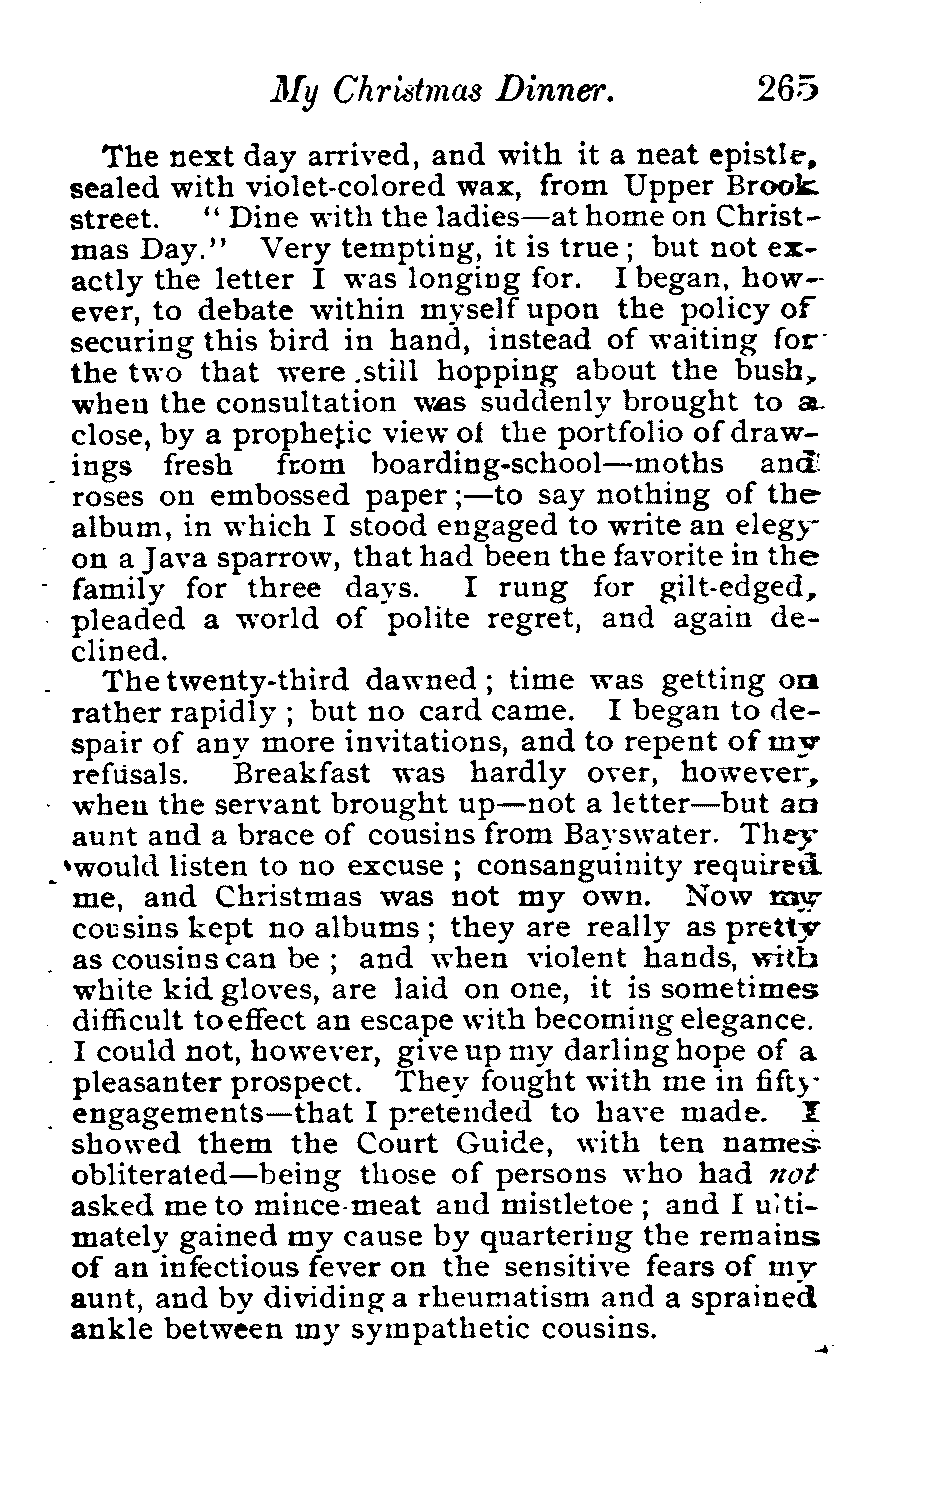 My Christmas Dinner. 265
The next day arrived, and with it a neat epistle,
sealed with violet-colored wax, from Upper Brook
street. “Dine with the ladies—at home on Christ-
mas Day.” Very tempting, it is true; but not ex-
actly the letter I was longing for. I began, how-
ever, to debate within myself upon the policy of
securing this bird in hand, instead of waiting for
the two that were still hopping about the bush,
when the consultation was suddenly brought to a
close, by a prophetic view of the portfolio of draw-
ings fresh from boarding-school—moths and
roses on embossed paper;—to say nothing of the
album, in which I stood engaged to write an elegy
on a Java sparrow, that had been the favorite in the
family for three days. I rung for gilt-edged,
pleaded a world of polite regret, and again de-
clined.
The twenty-third dawned; time was getting on
rather rapidly; but no card came. I began to de-
spair of any more invitations, and to repent of my
refusals. Breakfast was hardly over, however,
when the servant brought up—not a letter—but an
aunt and a brace of cousins from Bayswater. They
would listen to no excuse; consanguinity required
me, and Christmas was not my own. Now my
cousins kept no albums; they are really as pretty
as cousins can be; and when violent hands, with
white kid gloves, are laid on one, it is sometimes
difficult to effect an escape with becoming elegance.
I could not, however, give up my darling hope of a
pleasanter prospect. They fought with me in fifty
engagements—that I pretended to have made. I
showed them the Court Guide, with ten names
obliterated—being those of persons who had not
asked me to mince-meat and mistletoe; and I ulti-
mately gained my cause by quartering the remains
of an infectious fever on the sensitive fears of my
aunt, and by dividing a rheumatism and a sprained
ankle between my sympathetic cousins.